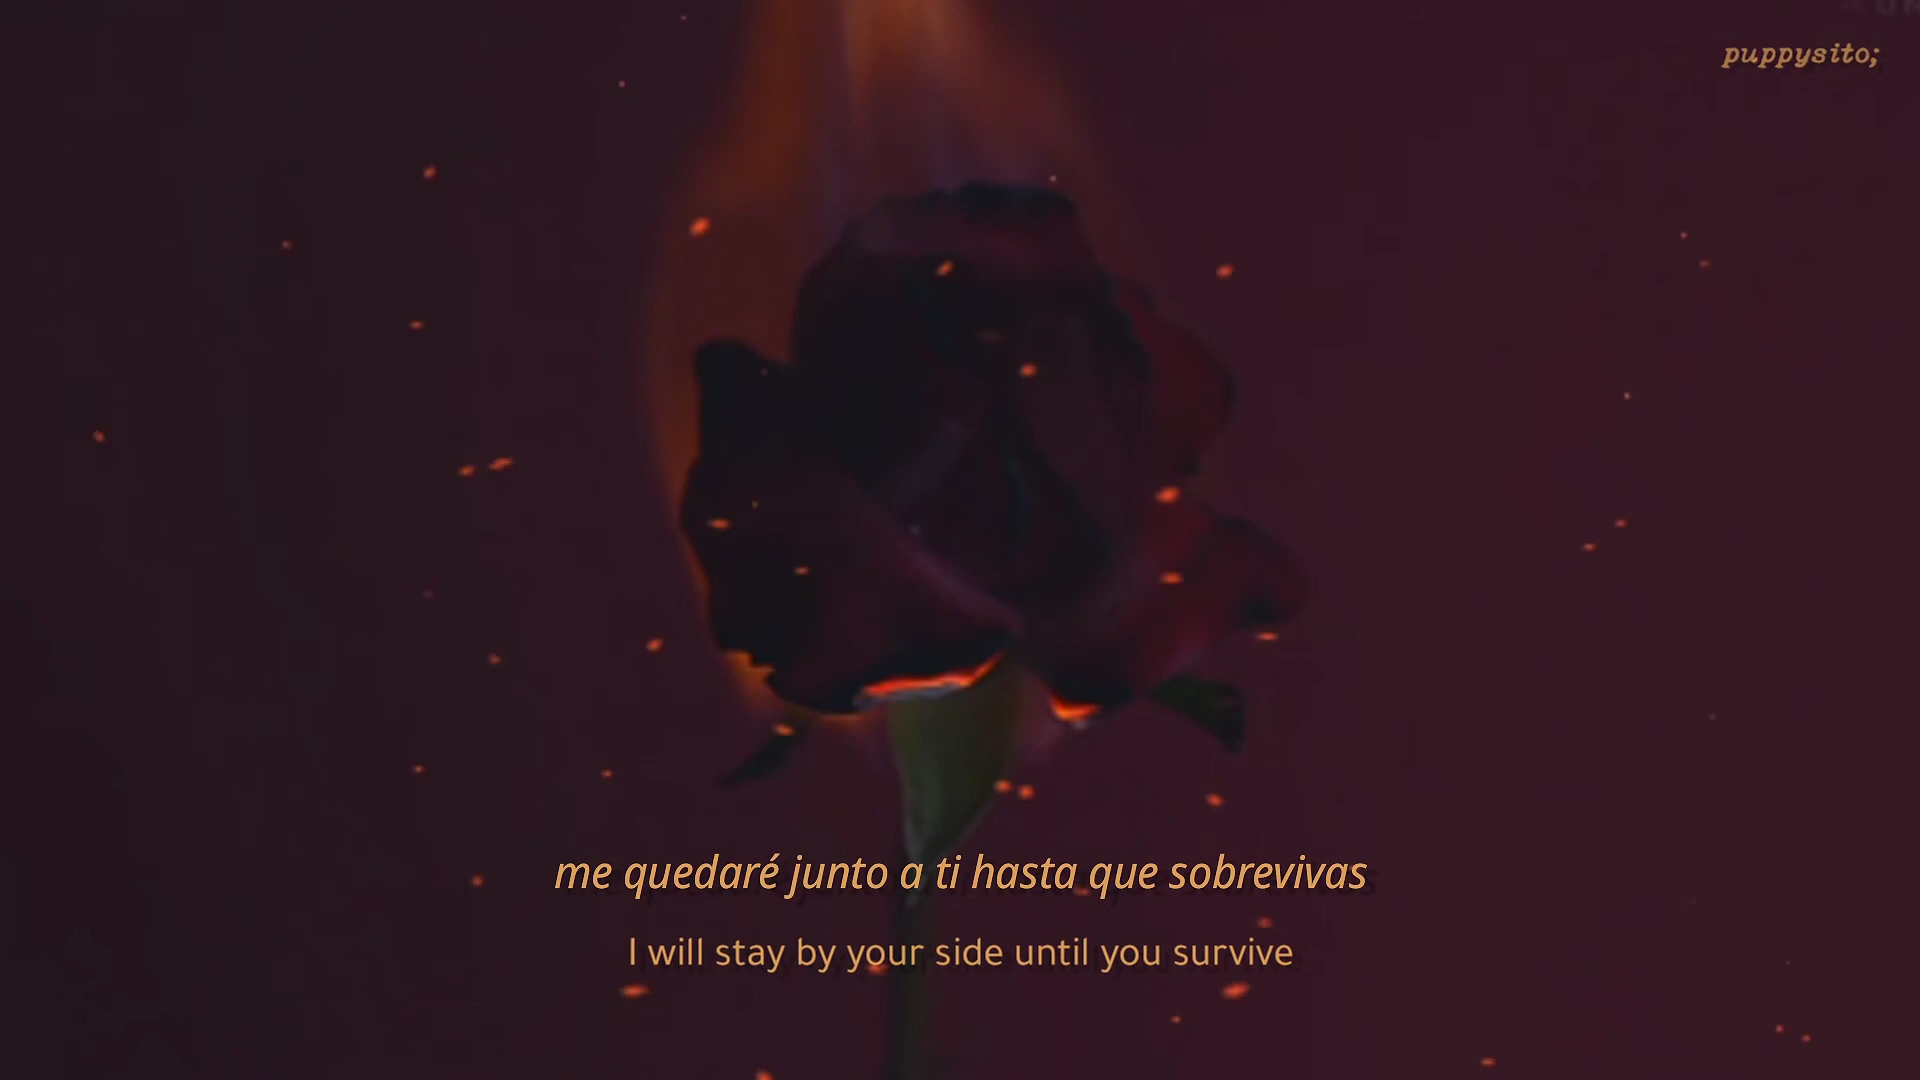 puppysito;
me quedaré junto a ti hasta que sobrevivas
I will stay by your side until you survive